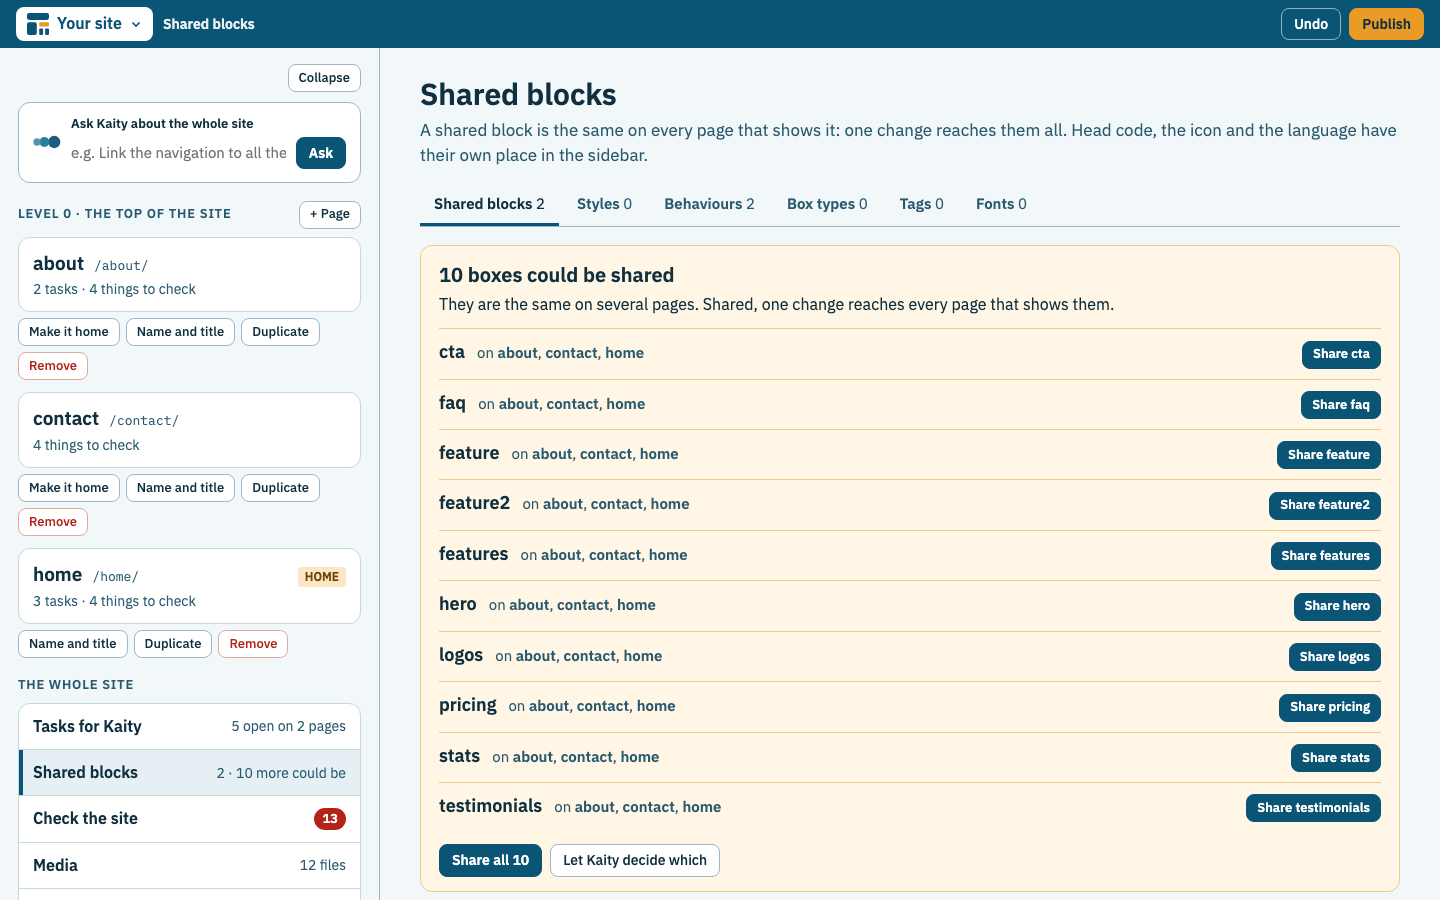 Your site
Shared blocks
Undo
Publish
Collapse
Ask Kaity about the whole site
e.g. Link the navigation to all the
Ask
LEVEL 0 · THE TOP OF THE SITE
+ Page
about /about/
2 tasks · 4 things to check
Make it home
Name and title
Duplicate
Remove
contact /contact/
4 things to check
Make it home
Name and title
Duplicate
Remove
home /home/
HOME
3 tasks · 4 things to check
Name and title
Duplicate
Remove
THE WHOLE SITE
Tasks for Kaity 5 open on 2 pages
Shared blocks 2 · 10 more could be
Check the site 13
Media 12 files
Shared blocks
A shared block is the same on every page that shows it: one change reaches them all. Head code, the icon and the language have
their own place in the sidebar.
Shared blocks 2
Styles 0
Behaviours 2
Box types 0
Tags 0
Fonts 0
10 boxes could be shared
They are the same on several pages. Shared, one change reaches every page that shows them.
cta on about, contact, home
Share cta
faq on about, contact, home
Share faq
feature on about, contact, home
Share feature
feature2 on about, contact, home
Share feature2
features on about, contact, home
Share features
hero on about, contact, home
Share hero
logos on about, contact, home
Share logos
pricing on about, contact, home
Share pricing
stats on about, contact, home
Share stats
testimonials on about, contact, home
Share testimonials
Share all 10
Let Kaity decide which